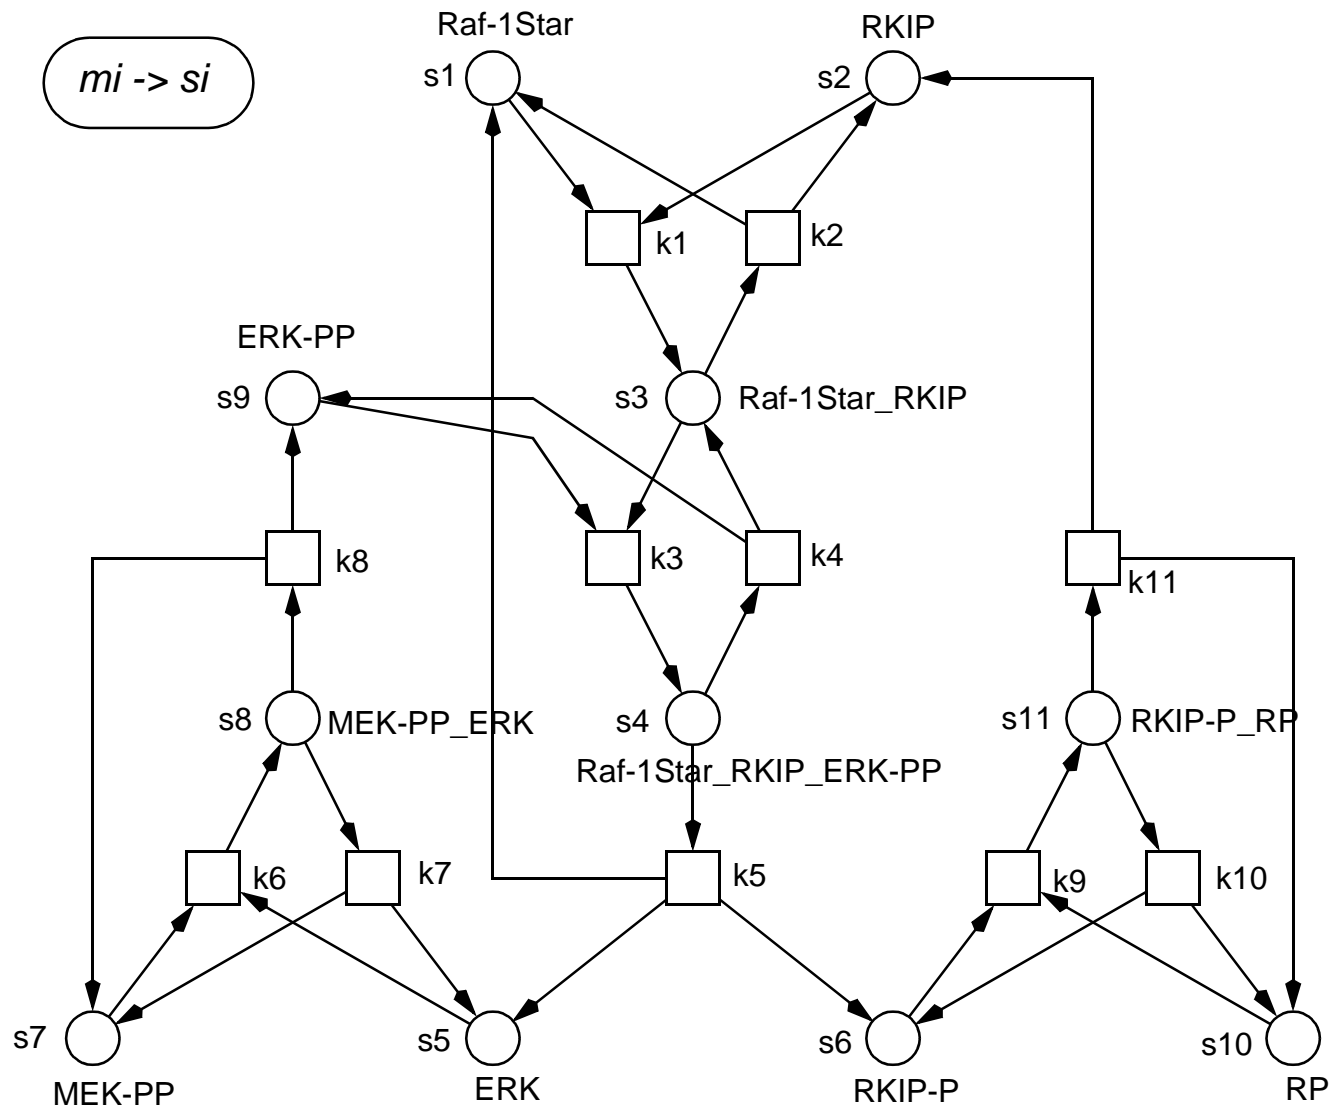 Raf-1Star
RKIP
mi -> si
s1
s2
k1
k2
ERK-PP
s9
s3
Raf-1Star_RKIP
k8
k3
k4
k11
s8
MEK-PP_ERK
s4
s11
RKIP-P_RP
Raf-1Star_RKIP_ERK-PP
k6
k7
k5
k9
k10
s7
s5
s6
s10
MEK-PP
ERK
RKIP-P
RP